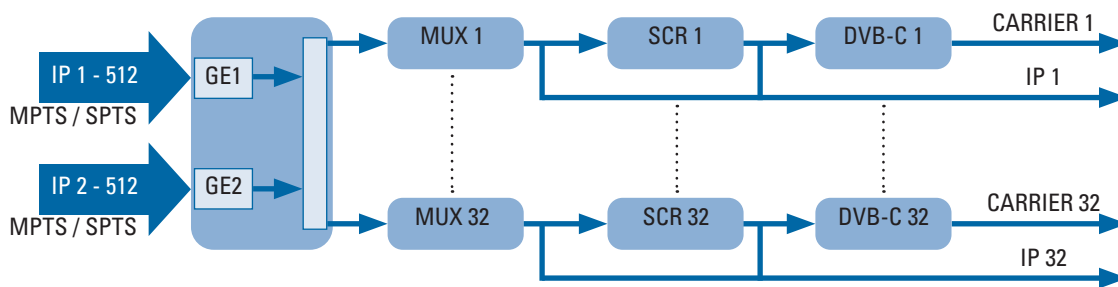 MUX 1
SCR 1
DVB-C 1
CARRIER 1
IP 1 - 512
GE1
IP 1
MPTS / SPTS
IP 2 - 512
GE2
MPTS / SPTS
MUX 32
SCR 32
DVB-C 32
CARRIER 32
IP 32